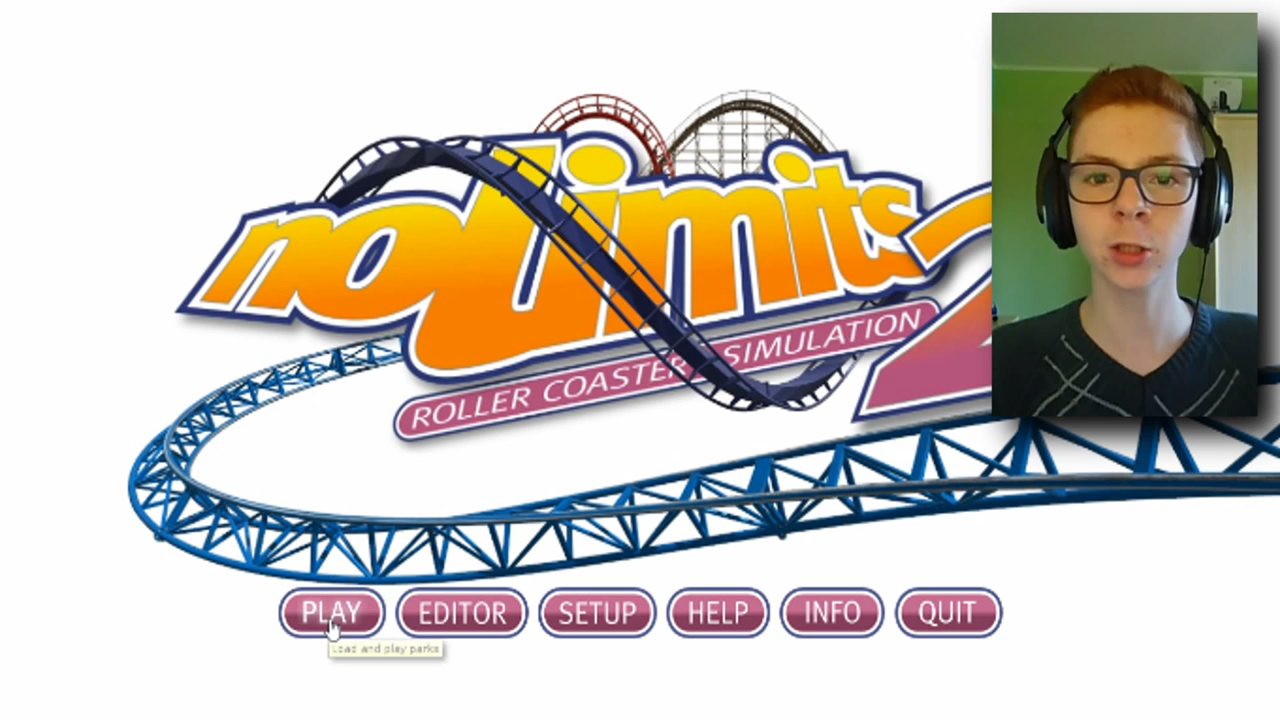 noLimits 2
ROLLER COASTER SIMULATION
PLAY EDITOR SETUP HELP INFO QUIT
Load and play parks